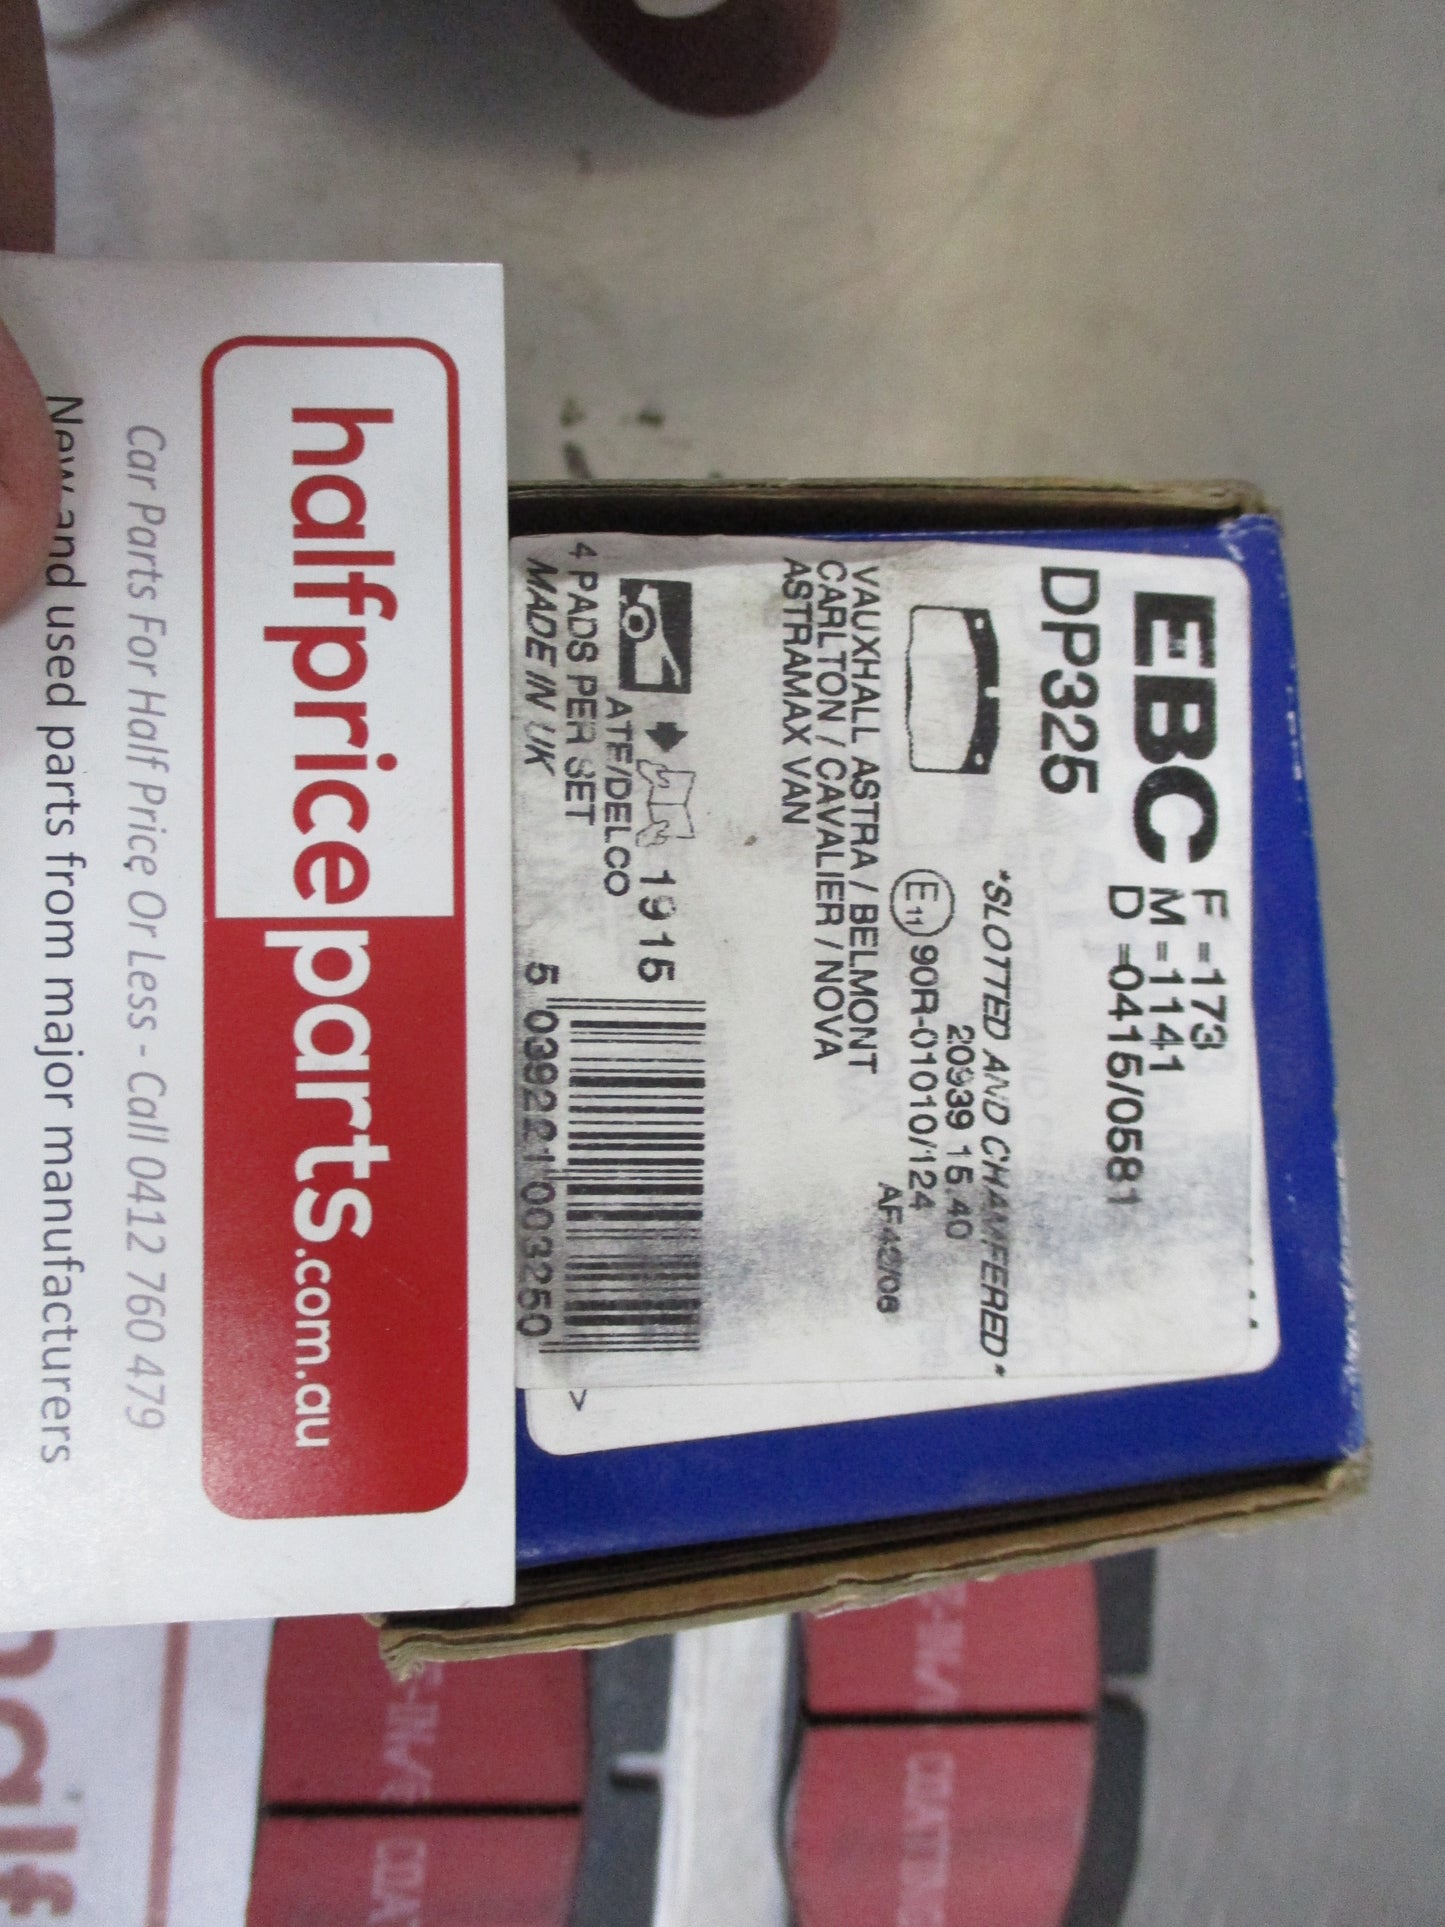 EBC
F =173
M =1141
D =0415/0581
DP325
*SLOTTED AND CHAMFERED*
20939 15.40
E11 90R-01010/124
AF42/06
VAUXHALL ASTRA / BELMONT
CARLTON / CAVALIER / NOVA
ASTRAMAX VAN
1915
ATE/DELCO
4 PADS PER SET
MADE IN UK
5 039221 003250
>
halfpriceparts.com.au
Car Parts For Half Price Or Less - Call 0412 760 479
New and used parts from major manufacturers
half